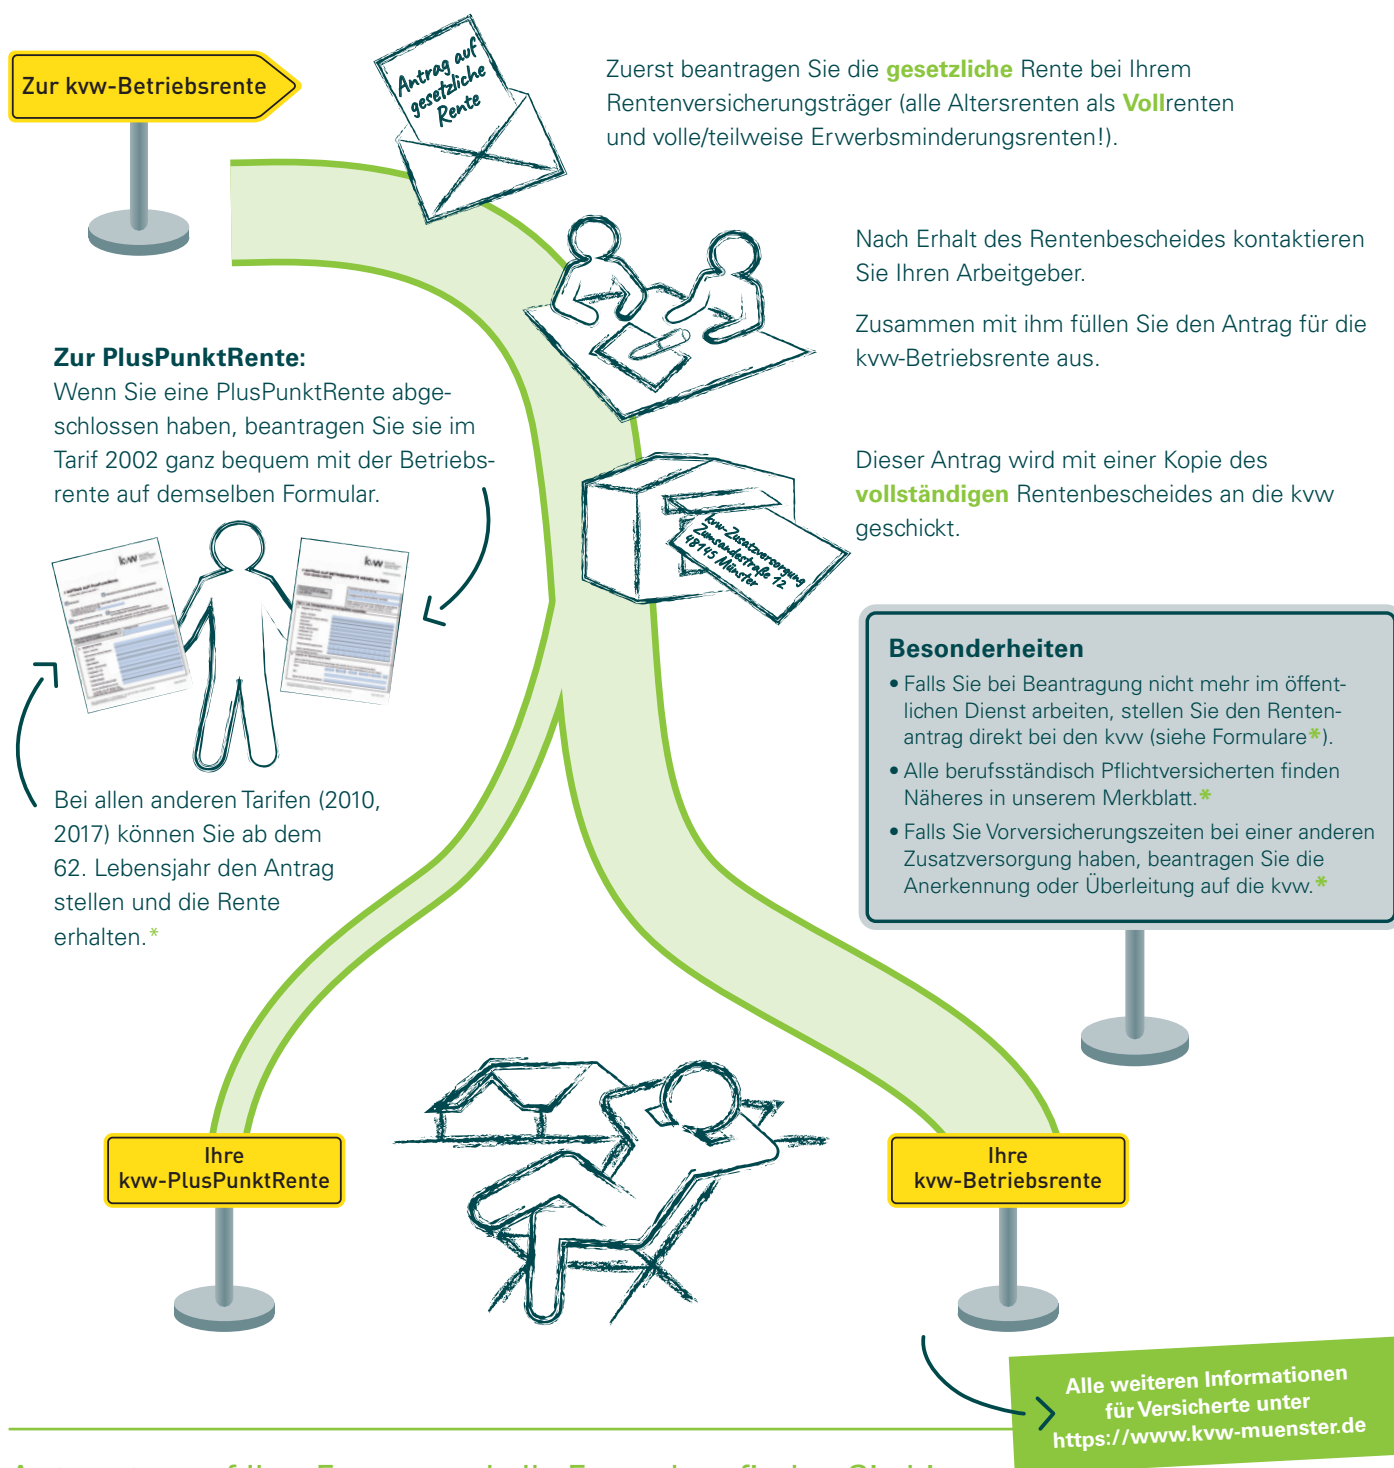 Zur kvw-Betriebsrente
Antrag auf
gesetzliche
Rente
Zuerst beantragen Sie die gesetzliche Rente bei Ihrem
Rentenversicherungsträger (alle Altersrenten als Vollrenten
und volle/teilweise Erwerbsminderungsrenten!).
Nach Erhalt des Rentenbescheides kontaktieren
Sie Ihren Arbeitgeber.
Zusammen mit ihm füllen Sie den Antrag für die
kvw-Betriebsrente aus.
Zur PlusPunktRente:
Wenn Sie eine PlusPunktRente abge-
schlossen haben, beantragen Sie sie im
Tarif 2002 ganz bequem mit der Betriebs-
rente auf demselben Formular.
Dieser Antrag wird mit einer Kopie des
vollständigen Rentenbescheides an die kvw
geschickt.
kvw-Zusatzversorgung
Zumsandestraße 12
48145 Münster
kvw
kvw
Bei allen anderen Tarifen (2010,
2017) können Sie ab dem
62. Lebensjahr den Antrag
stellen und die Rente
erhalten.*
Besonderheiten
• Falls Sie bei Beantragung nicht mehr im öffent-
lichen Dienst arbeiten, stellen Sie den Renten-
antrag direkt bei den kvw (siehe Formulare*).
• Alle berufsständisch Pflichtversicherten finden
Näheres in unserem Merkblatt.*
• Falls Sie Vorversicherungszeiten bei einer anderen
Zusatzversorgung haben, beantragen Sie die
Anerkennung oder Überleitung auf die kvw.*
Ihre
kvw-PlusPunktRente
Ihre
kvw-Betriebsrente
Alle weiteren Informationen
für Versicherte unter
https://www.kvw-muenster.de